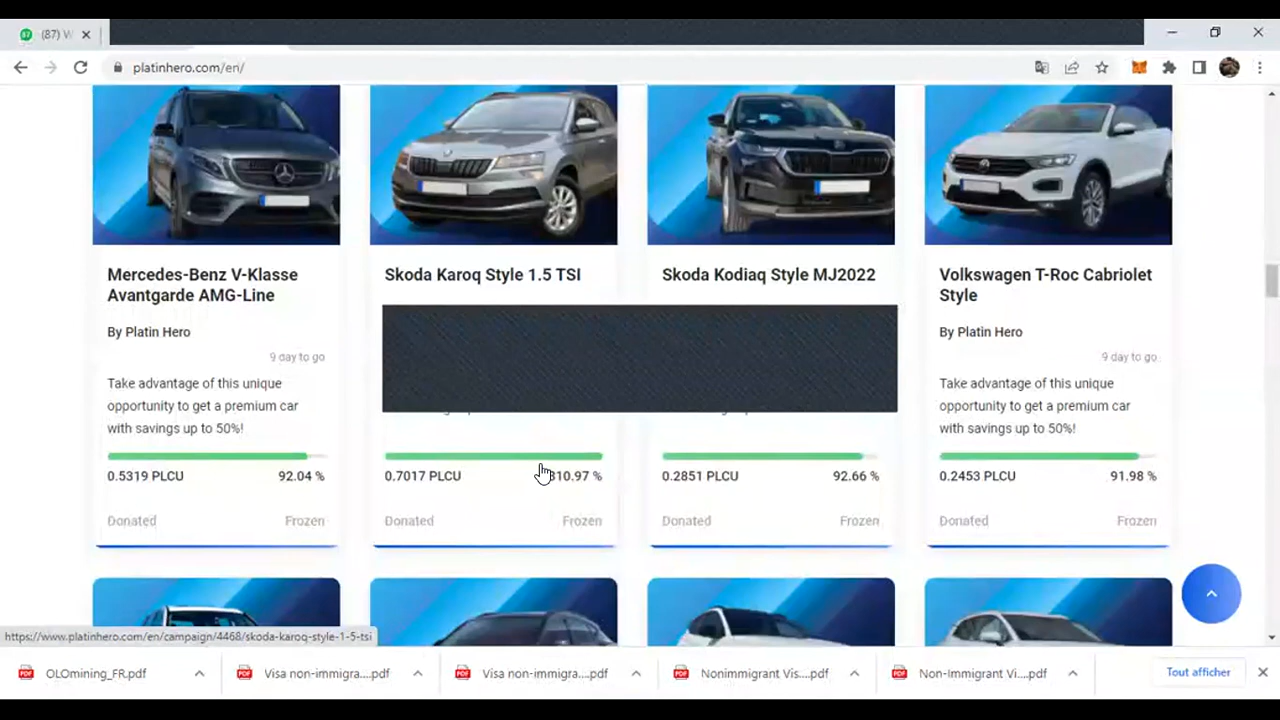 (87) W
platinhero.com/en/
Mercedes-Benz V-Klasse
Avantgarde AMG-Line
By Platin Hero
9 day to go
Take advantage of this unique
opportunity to get a premium car
with savings up to 50%!
0.5319 PLCU 92.04 %
Donated Frozen
Skoda Karoq Style 1.5 TSI
0.7017 PLCU
Donated Frozen
Skoda Kodiaq Style MJ2022
0.2851 PLCU 92.66 %
Donated Frozen
Volkswagen T-Roc Cabriolet
Style
By Platin Hero
9 day to go
Take advantage of this unique
opportunity to get a premium car
with savings up to 50%!
0.2453 PLCU 91.98 %
Donated Frozen
https://www.platinhero.com/en/campaign/4468/skoda-karoq-style-1-5-tsi
OLOmining_FR.pdf
Visa non-immigra....pdf
Visa non-immigra....pdf
Nonimmigrant Vis....pdf
Non-Immigrant Vi....pdf
Tout afficher